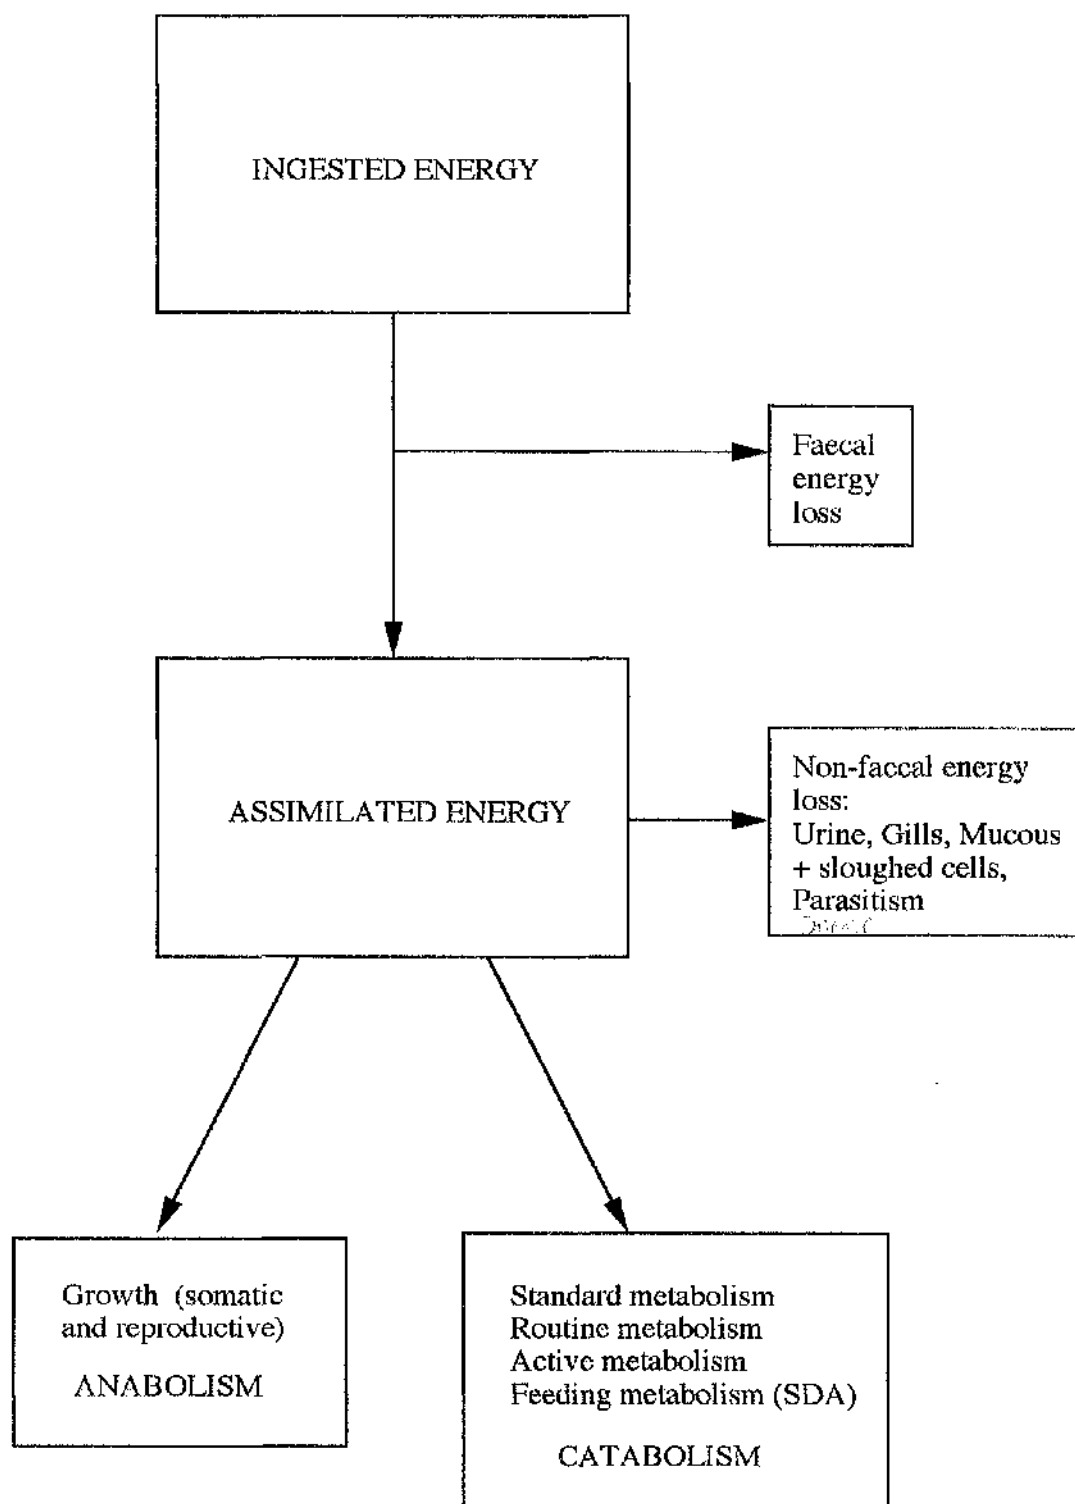 INGESTED ENERGY
Faecal
energy
loss
ASSIMILATED ENERGY
Non-faccal energy
loss:
Urine, Gills, Mucous
+ sloughed cells,
Parasitism
Growth (somatic
and reproductive)
ANABOLISM
Standard metabolism
Routine metabolism
Active metabolism
Feeding metabolism (SDA)
CATABOLISM